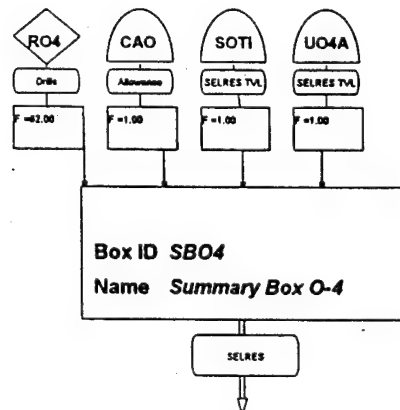 RO4 CAO SOTI UO4A
Drills Allowance SELRES TVL SELRES TVL
F =62.00 F =1.00 F =1.00 F =1.00
Box ID SBO4
Name Summary Box O-4
SELRES